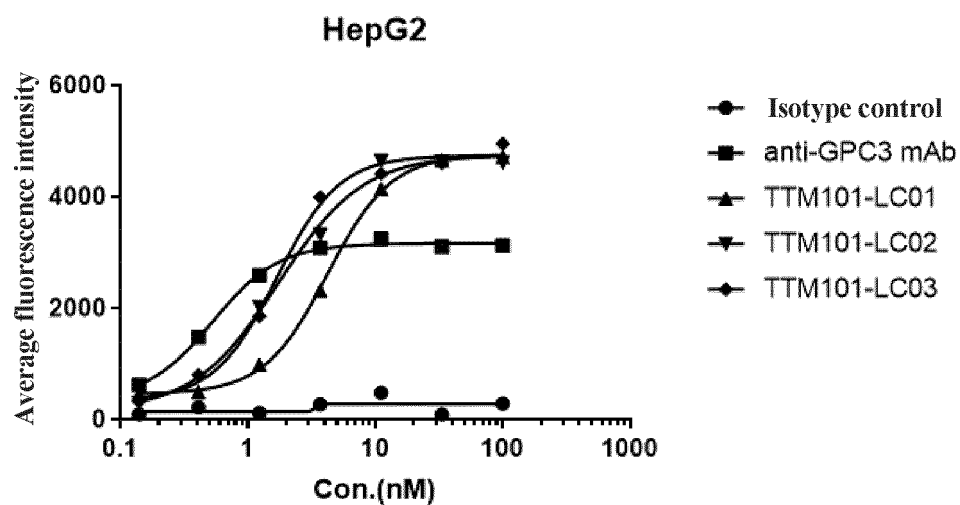 HepG2
Average fluorescence intensity
6000
4000
2000
0
0.1 1 10 100 1000
Con.(nM)
Isotype control
anti-GPC3 mAb
TTM101-LC01
TTM101-LC02
TTM101-LC03